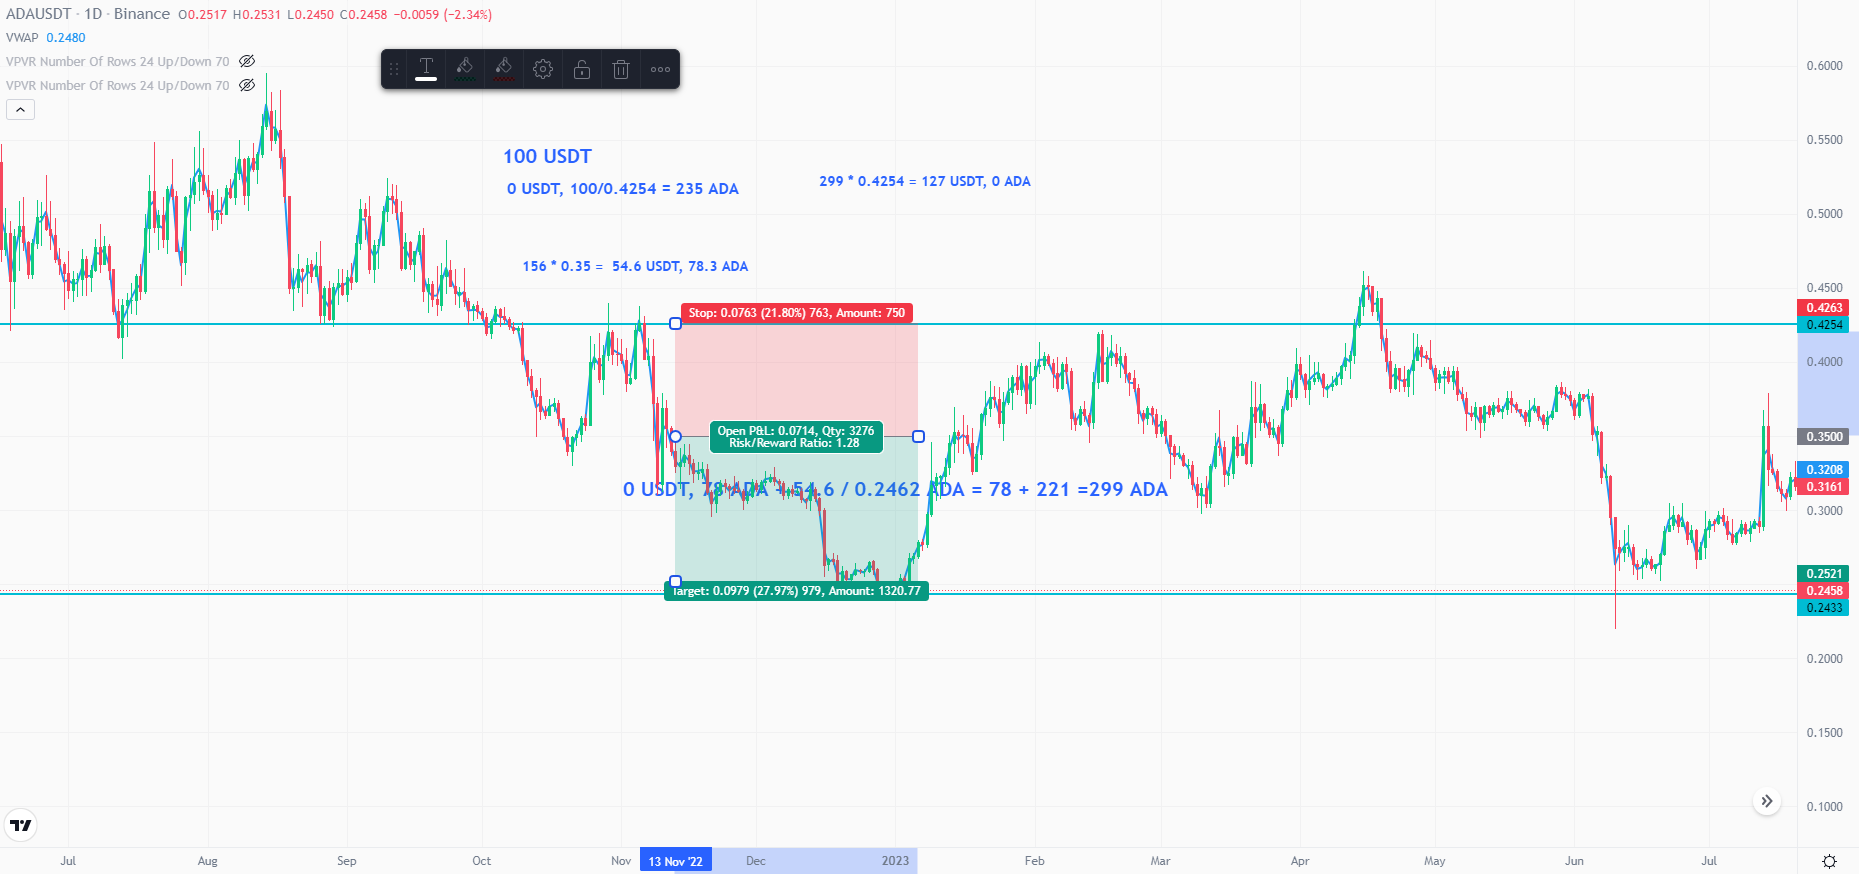 ADAUSDT · 1D · Binance O0.2517 H0.2531 L0.2450 C0.2458 −0.0059 (−2.34%)
VWAP 0.2480
VPVR Number Of Rows 24 Up/Down 70
VPVR Number Of Rows 24 Up/Down 70
T
100 USDT
0 USDT, 100/0.4254 = 235 ADA
299 * 0.4254 = 127 USDT, 0 ADA
156 * 0.35 = 54.6 USDT, 78.3 ADA
Stop: 0.0763 (21.80%) 763, Amount: 750
Open P&L: 0.0714, Qty: 3276
Risk/Reward Ratio: 1.28
0 USDT, 78 ADA + 54.6 / 0.2462 ADA = 78 + 221 =299 ADA
Target: 0.0979 (27.97%) 979, Amount: 1320.77
0.6000
0.5500
0.5000
0.4500
0.4263
0.4254
0.4000
0.3500
0.3208
0.3161
0.3000
0.2521
0.2458
0.2433
0.2000
0.1500
0.1000
Jul Aug Sep Oct Nov 13 Nov '22 Dec 2023 Feb Mar Apr May Jun Jul